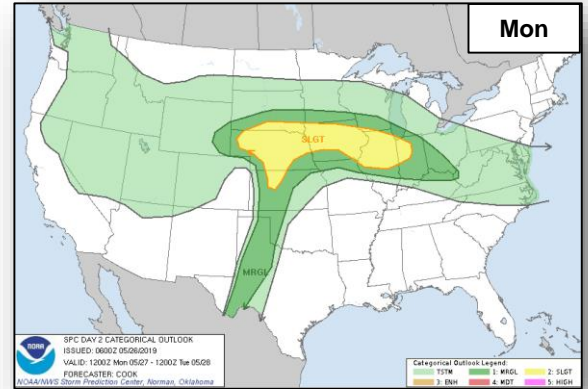 Mon
SLGT
MRGL
NOAA
SPC DAY 2 CATEGORICAL OUTLOOK
ISSUED: 0600Z 05/26/2019
VALID: 1200Z Mon 05/27 - 1200Z Tue 05/28
FORECASTER: COOK
NOAA/NWS Storm Prediction Center, Norman, Oklahoma
Categorical Outlook Legend:
TSTM 1: MRGL 2: SLGT
3: ENH 4: MDT 5: HIGH